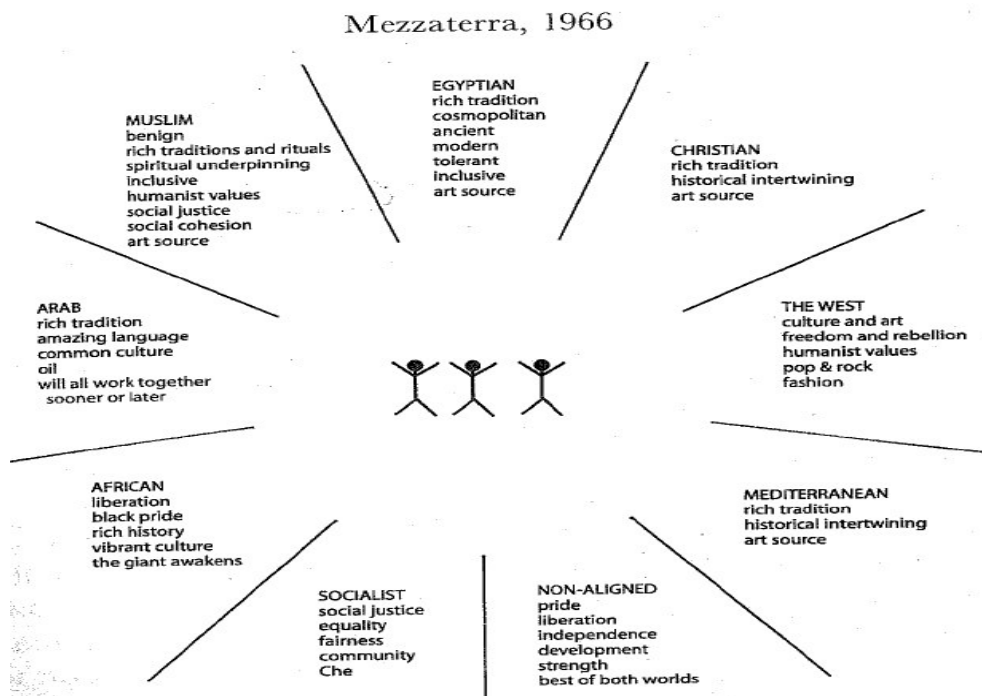 Mezzaterra, 1966
EGYPTIAN
rich tradition
cosmopolitan
ancient
modern
tolerant
inclusive
art source
MUSLIM
benign
rich traditions and rituals
spiritual underpinning
inclusive
humanist values
social justice
social cohesion
art source
CHRISTIAN
rich tradition
historical intertwining
art source
ARAB
rich tradition
amazing language
common culture
oil
will all work together
sooner or later
THE WEST
culture and art
freedom and rebellion
humanist values
pop & rock
fashion
AFRICAN
liberation
black pride
rich history
vibrant culture
the giant awakens
MEDITERRANEAN
rich tradition
historical intertwining
art source
SOCIALIST
social justice
equality
fairness
community
Che
NON-ALIGNED
pride
liberation
independence
development
strength
best of both worlds